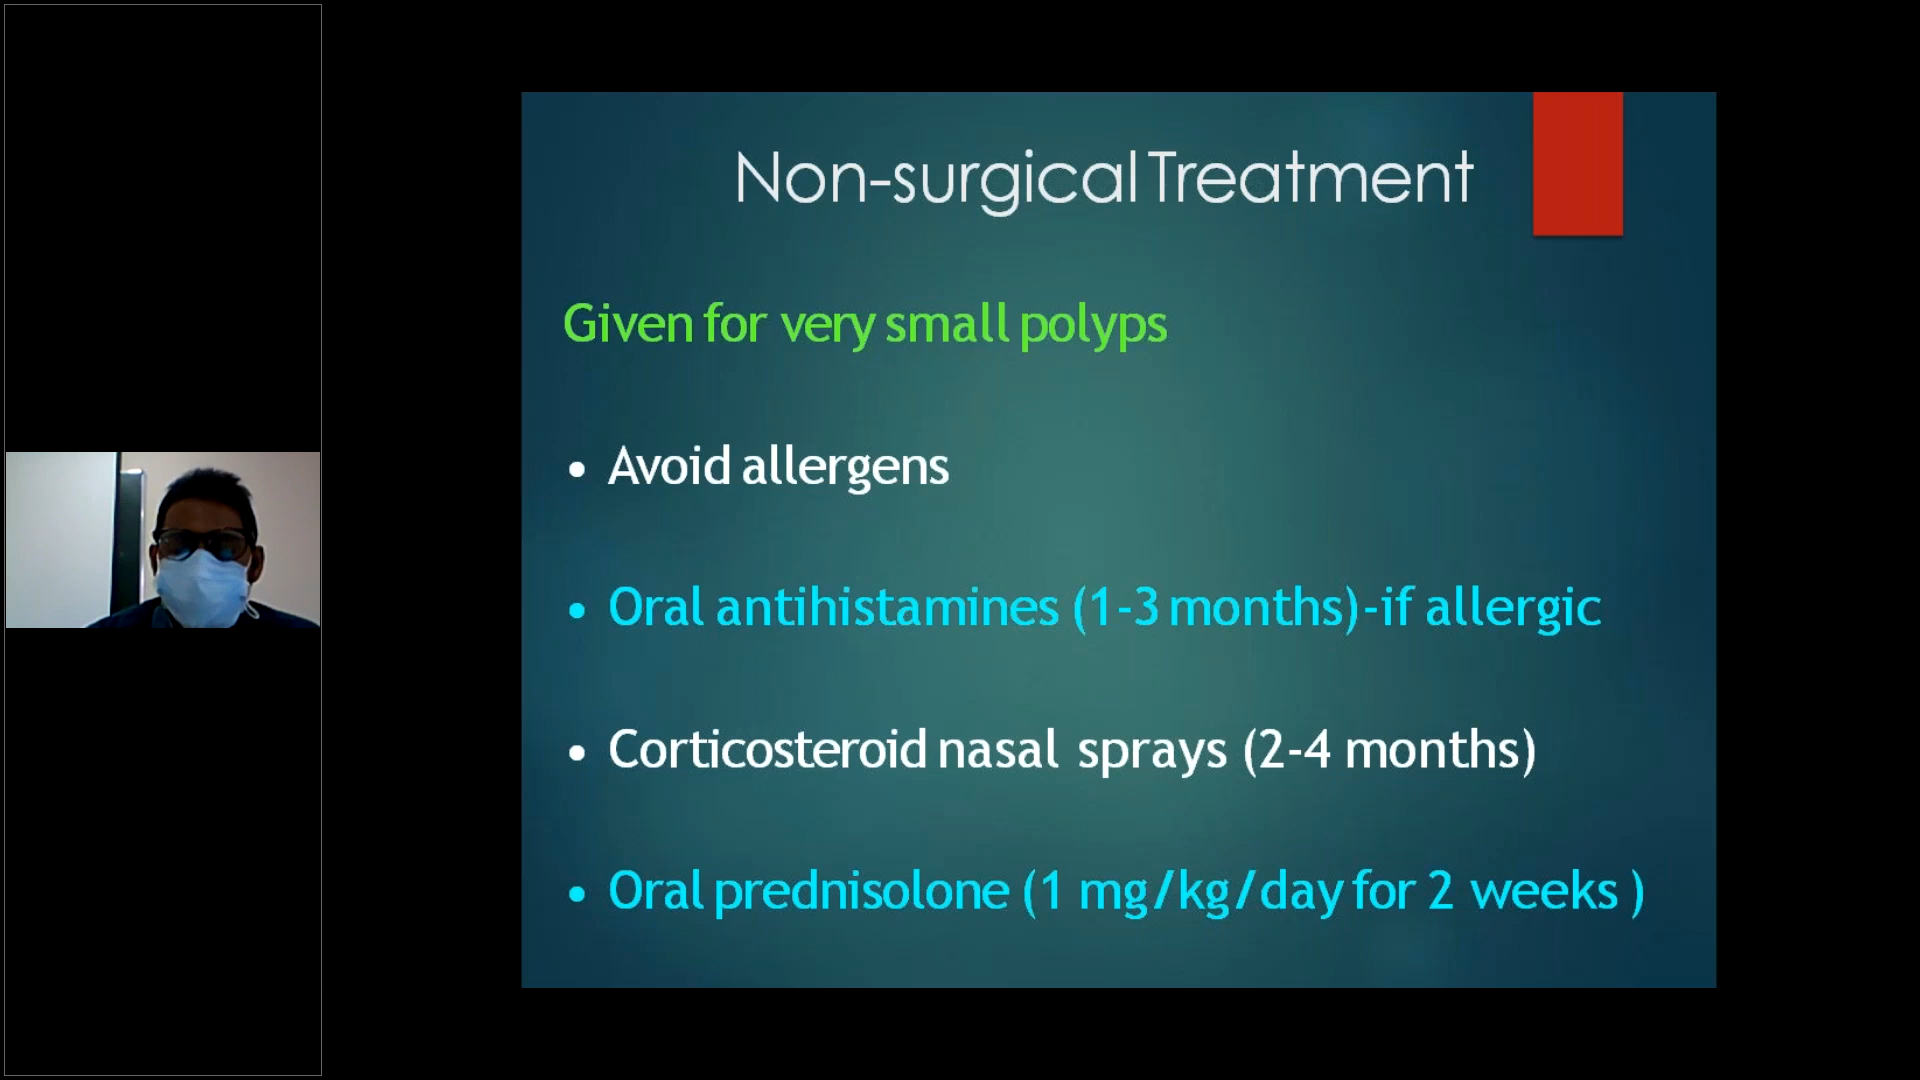 Non-surgical Treatment
Given for very small polyps
• Avoid allergens
• Oral antihistamines (1-3 months)-if allergic
• Corticosteroid nasal sprays (2-4 months)
• Oral prednisolone (1 mg/kg/day for 2 weeks )